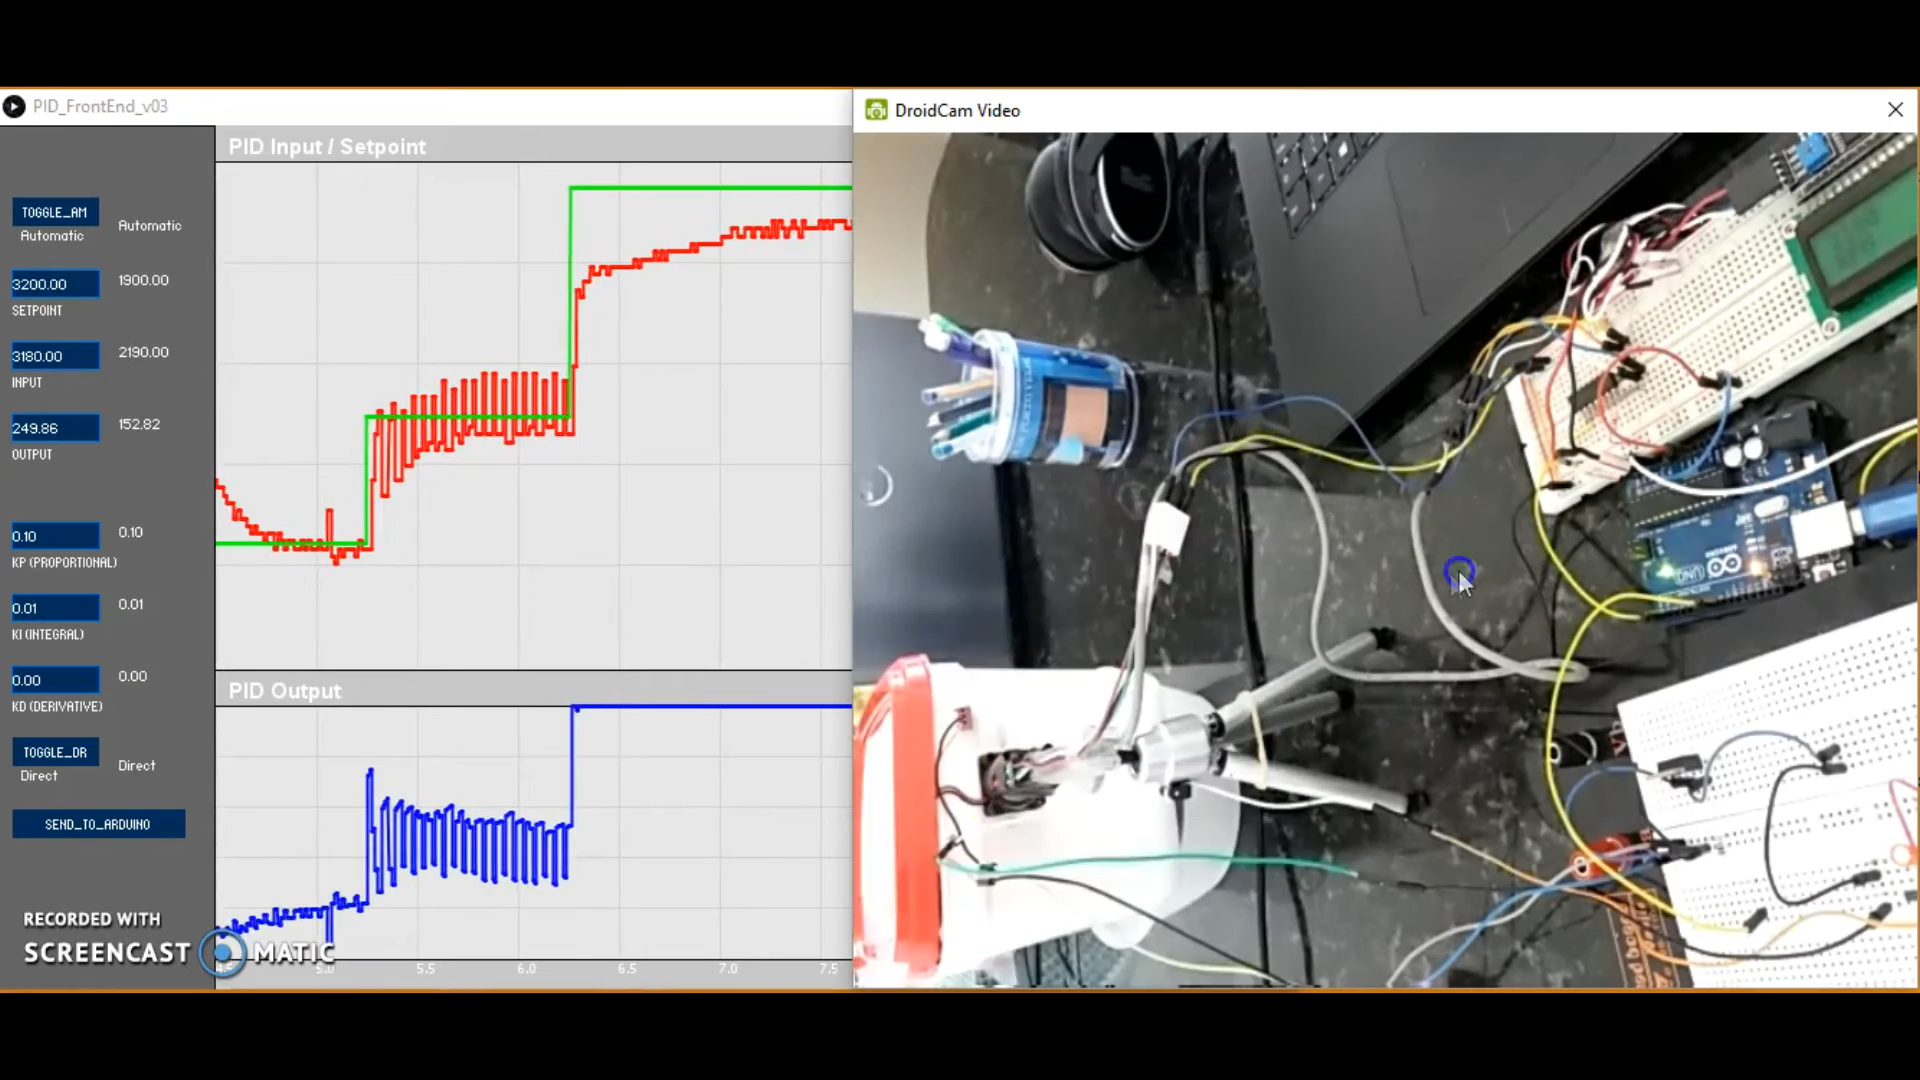 PID_FrontEnd_v03
DroidCam Video
TOGGLE_AM
Automatic
Automatic
3200.00
1900.00
SETPOINT
3180.00
2190.00
INPUT
249.86
152.82
OUTPUT
0.10
0.10
KP (PROPORTIONAL)
0.01
0.01
KI (INTEGRAL)
0.00
0.00
KD (DERIVATIVE)
TOGGLE_DR
Direct
Direct
SEND_TO_ARDUINO
RECORDED WITH
SCREENCAST MATIC
PID Input / Setpoint
PID Output
5.0 5.5 6.0 6.5 7.0 7.5
UNO